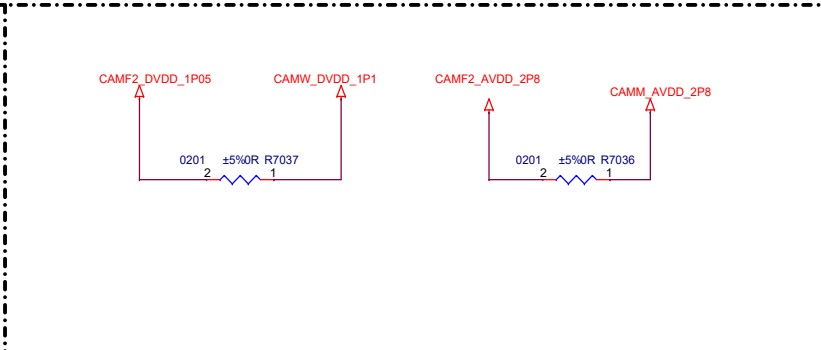 CAMF2_DVDD_1P05
CAMW_DVDD_1P1
CAMF2_AVDD_2P8
CAMM_AVDD_2P8
0201 ±5%0R R7037
2 1
0201 ±5%0R R7036
2 1